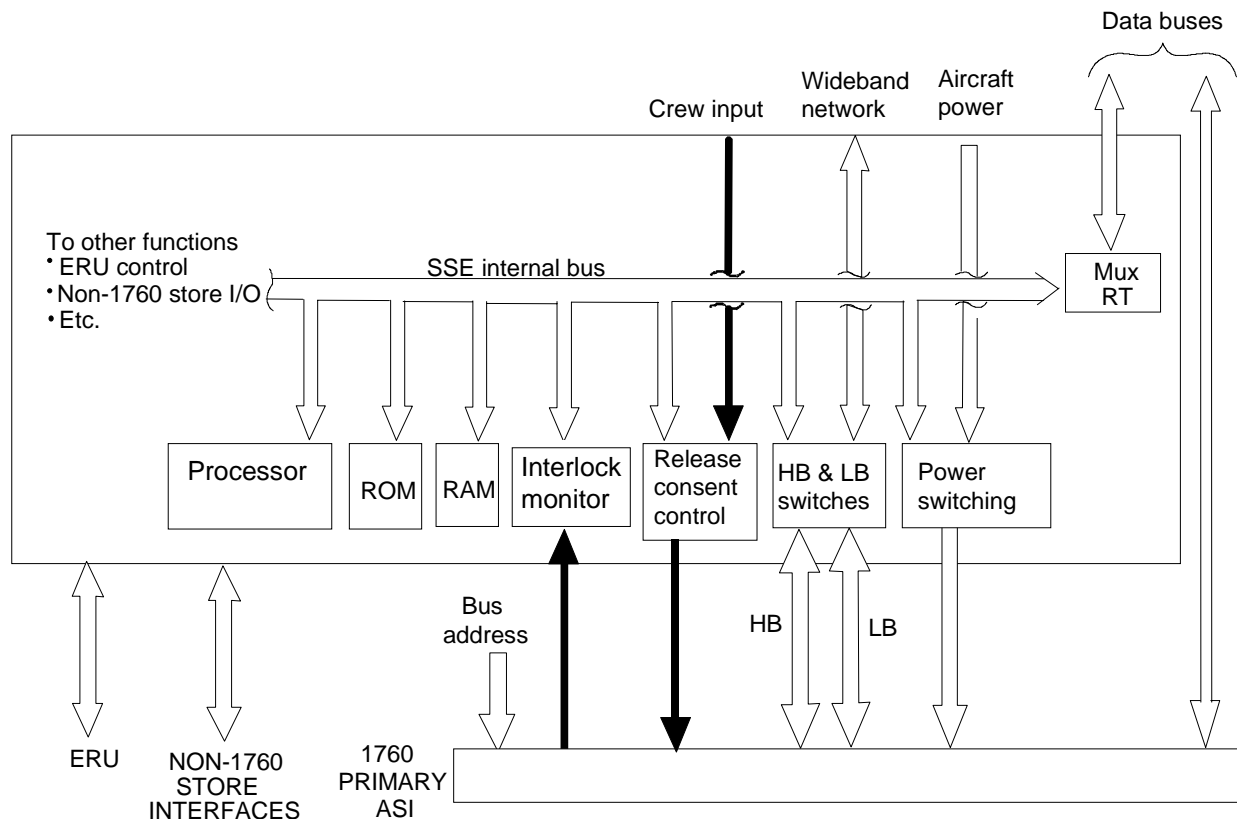 Data buses
Wideband
network
Aircraft
power
Crew input
To other functions
• ERU control
• Non-1760 store I/O
• Etc.
SSE internal bus
Mux
RT
Processor
ROM
RAM
Interlock
monitor
Release
consent
control
HB & LB
switches
Power
switching
Bus
address
HB
LB
ERU
NON-1760
STORE
INTERFACES
1760
PRIMARY
ASI